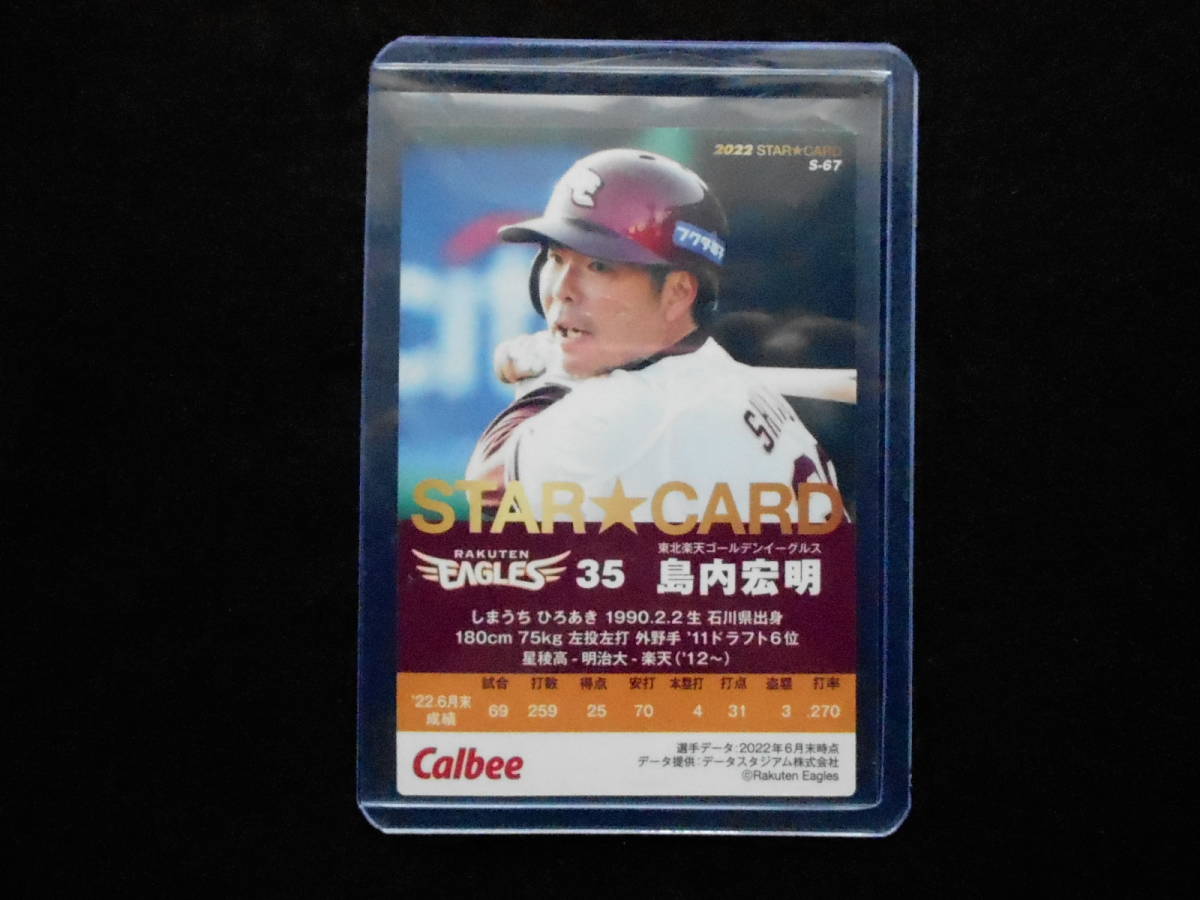 2022 STAR★CARD
S-67
E
SHI
STAR★CARD
RAKUTEN
EAGLES
35
東北楽天ゴールデンイーグルス
島内宏明
しまうち ひろあき 1990.2.2生 石川県出身
180cm 75kg 左投左打 外野手 '11ドラフト6位
星稜高-明治大-楽天('12~)
試合 打数 得点 安打 本塁打 打点 盗塁 打率
'22.6月末成績 69 259 25 70 4 31 3 .270
Calbee
選手データ:2022年6月末時点
データ提供:データスタジアム株式会社
©Rakuten Eagles